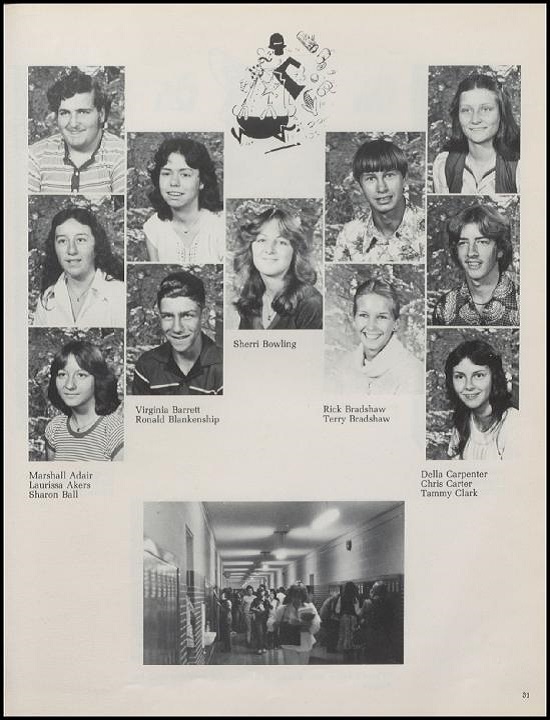 Sherri Bowling
Virginia Barrett
Ronald Blankenship
Rick Bradshaw
Terry Bradshaw
Marshall Adair
Laurissa Akers
Sharon Ball
Della Carpenter
Chris Carter
Tammy Clark
31